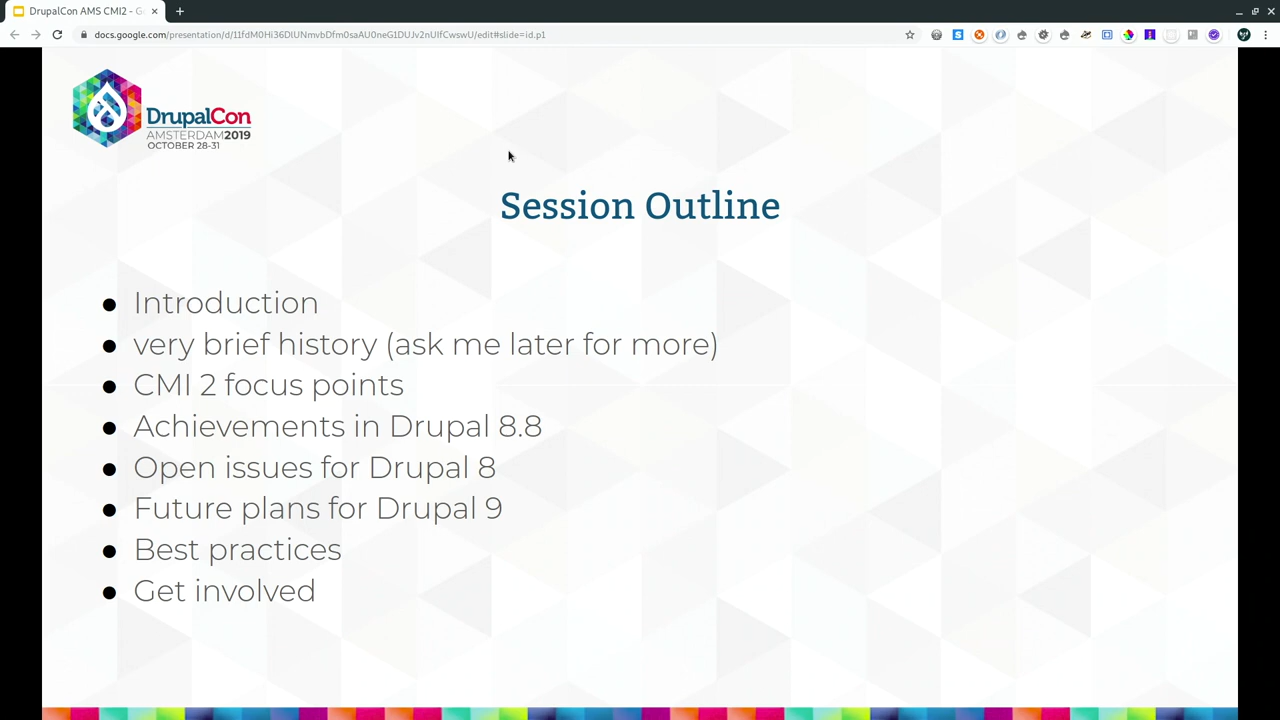 DrupalCon AMS CMI2 - G
docs.google.com/presentation/d/11fdM0Hi36DIUNmvbDfm0saAU0neG1DUJv2nUIfCwswU/edit#slide=id.p1
DrupalCon
AMSTERDAM2019
OCTOBER 28-31
Session Outline
● Introduction
● very brief history (ask me later for more)
● CMI 2 focus points
● Achievements in Drupal 8.8
● Open issues for Drupal 8
● Future plans for Drupal 9
● Best practices
● Get involved